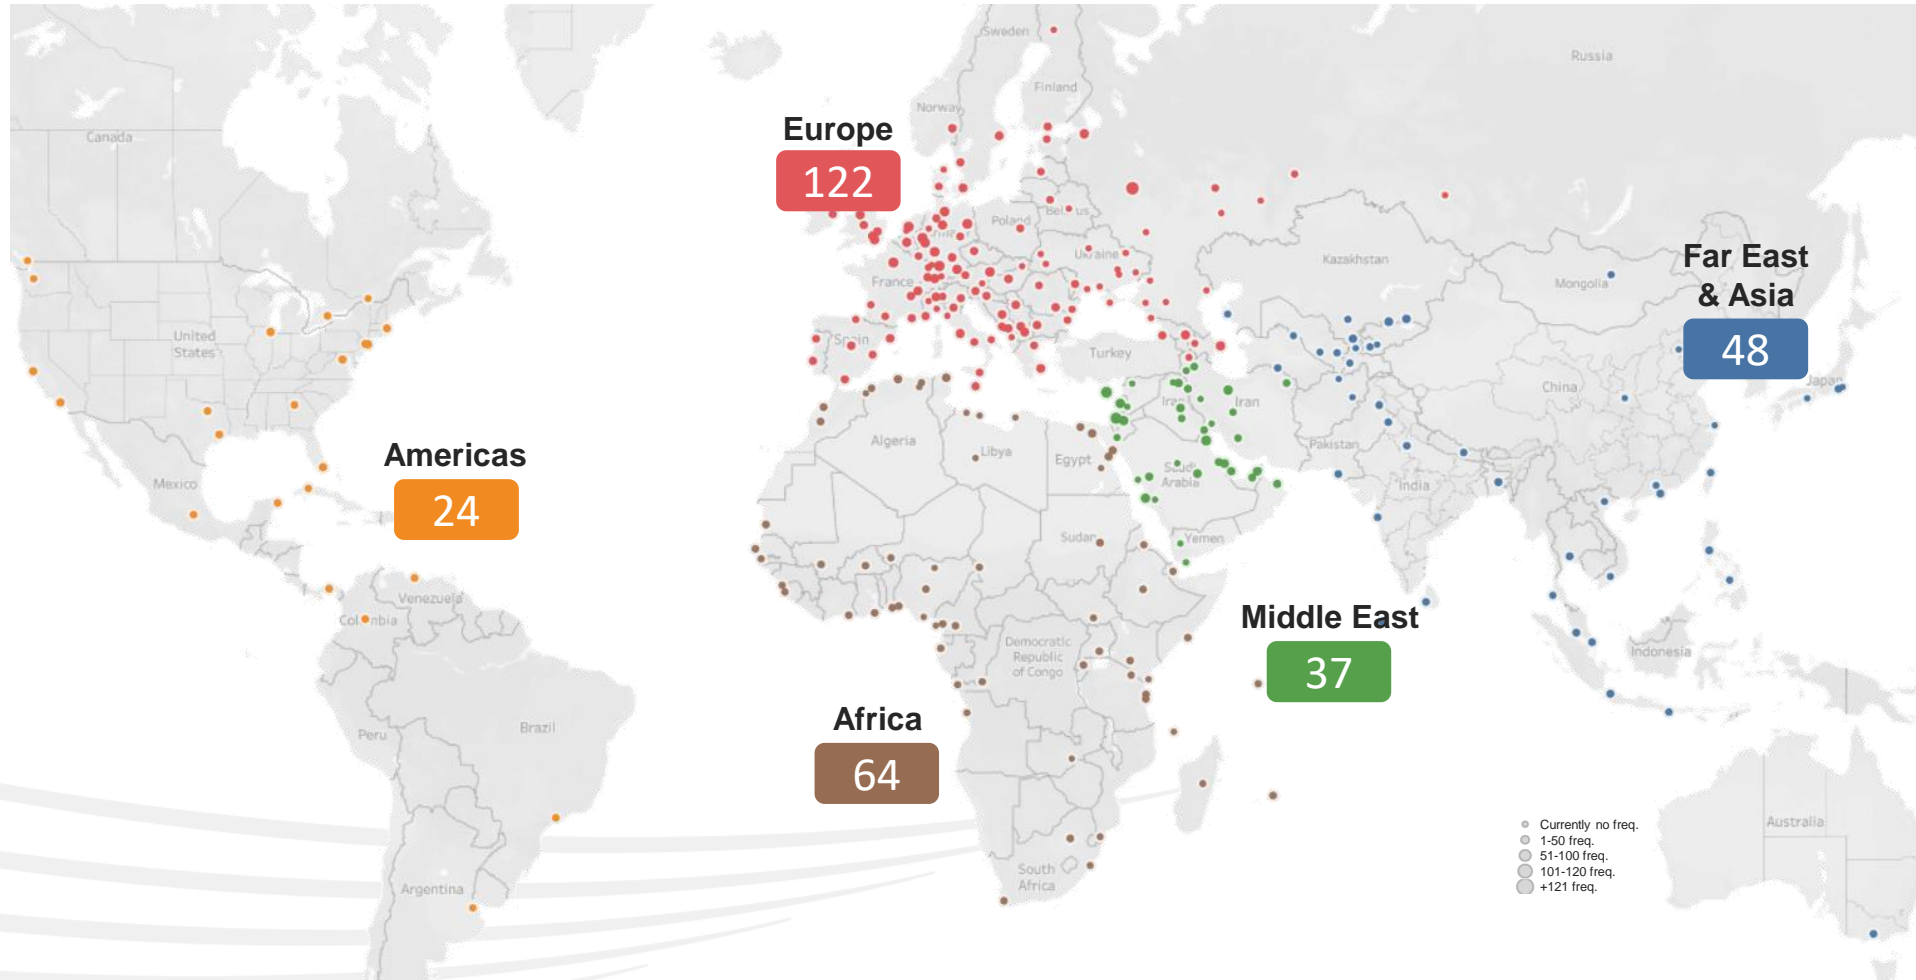 Sweden
Russia
Finland
Norway
Canada
Europe
122
Poland
Ukraine
Kazakhstan
Mongolia
Far East
& Asia
48
France
Spain
Turkey
United
States
China
Japan
Iran
Algeria
Libya
Egypt
Saudi
Arabia
Pakistan
India
Mexico
Americas
24
Sudan
Yemen
Venezuela
Colombia
Democratic
Republic
of Congo
Middle East
37
Indonesia
Africa
64
Peru
Brazil
Australia
South
Africa
Argentina
Currently no freq.
1-50 freq.
51-100 freq.
101-120 freq.
+121 freq.